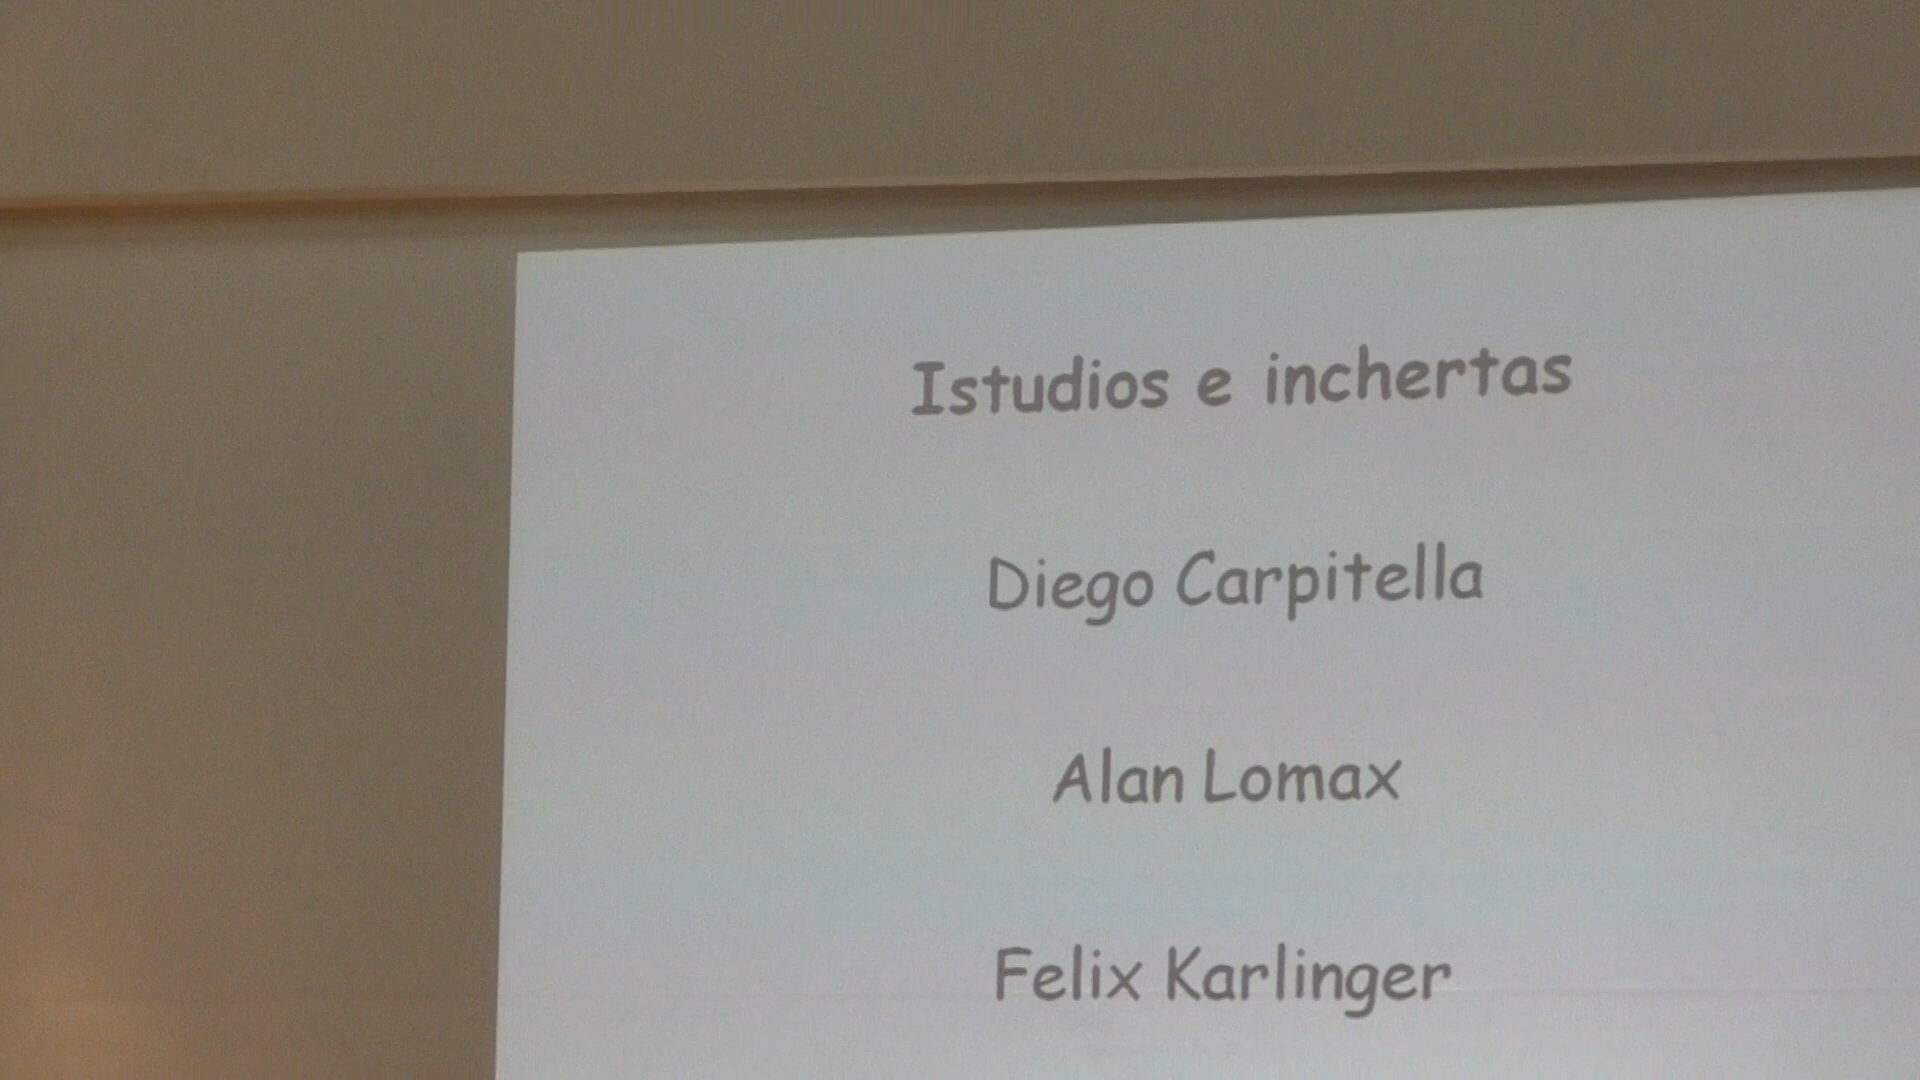 Istudios e inchertas
Diego Carpitella
Alan Lomax
Felix Karlinger